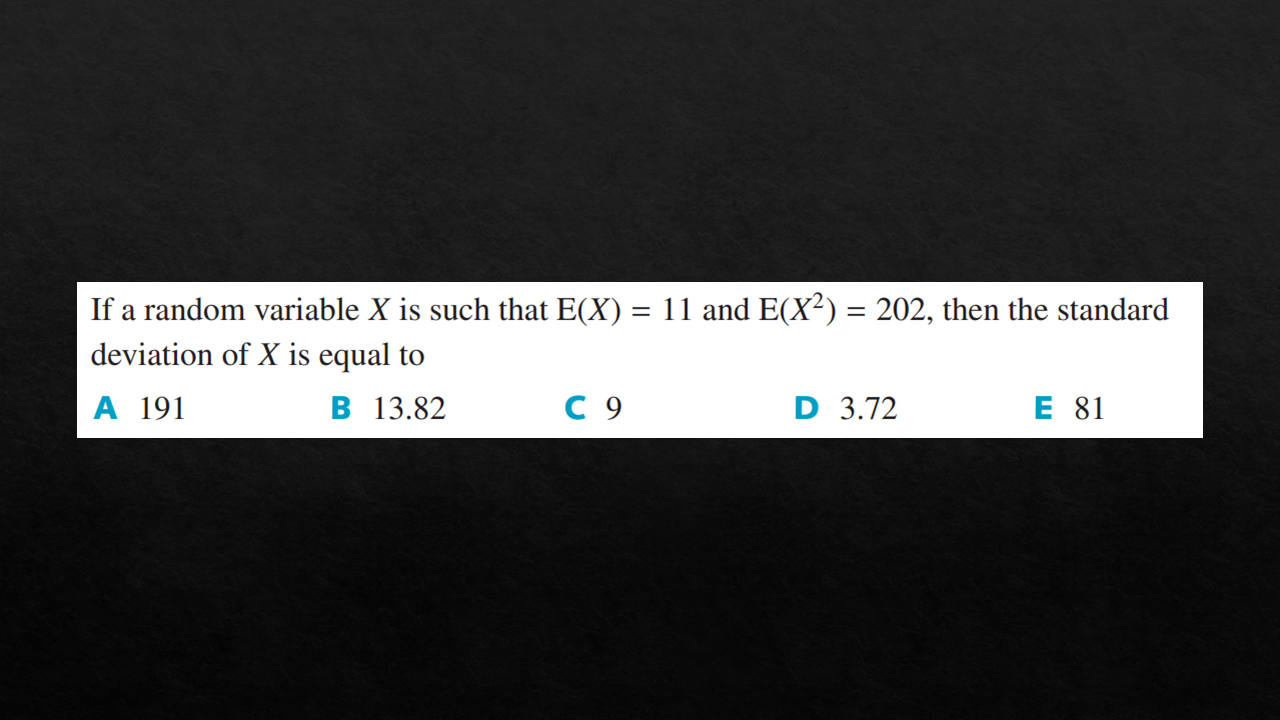 If a random variable X is such that E(X) = 11 and E(X²) = 202, then the standard
deviation of X is equal to
A 191 B 13.82 C 9 D 3.72 E 81